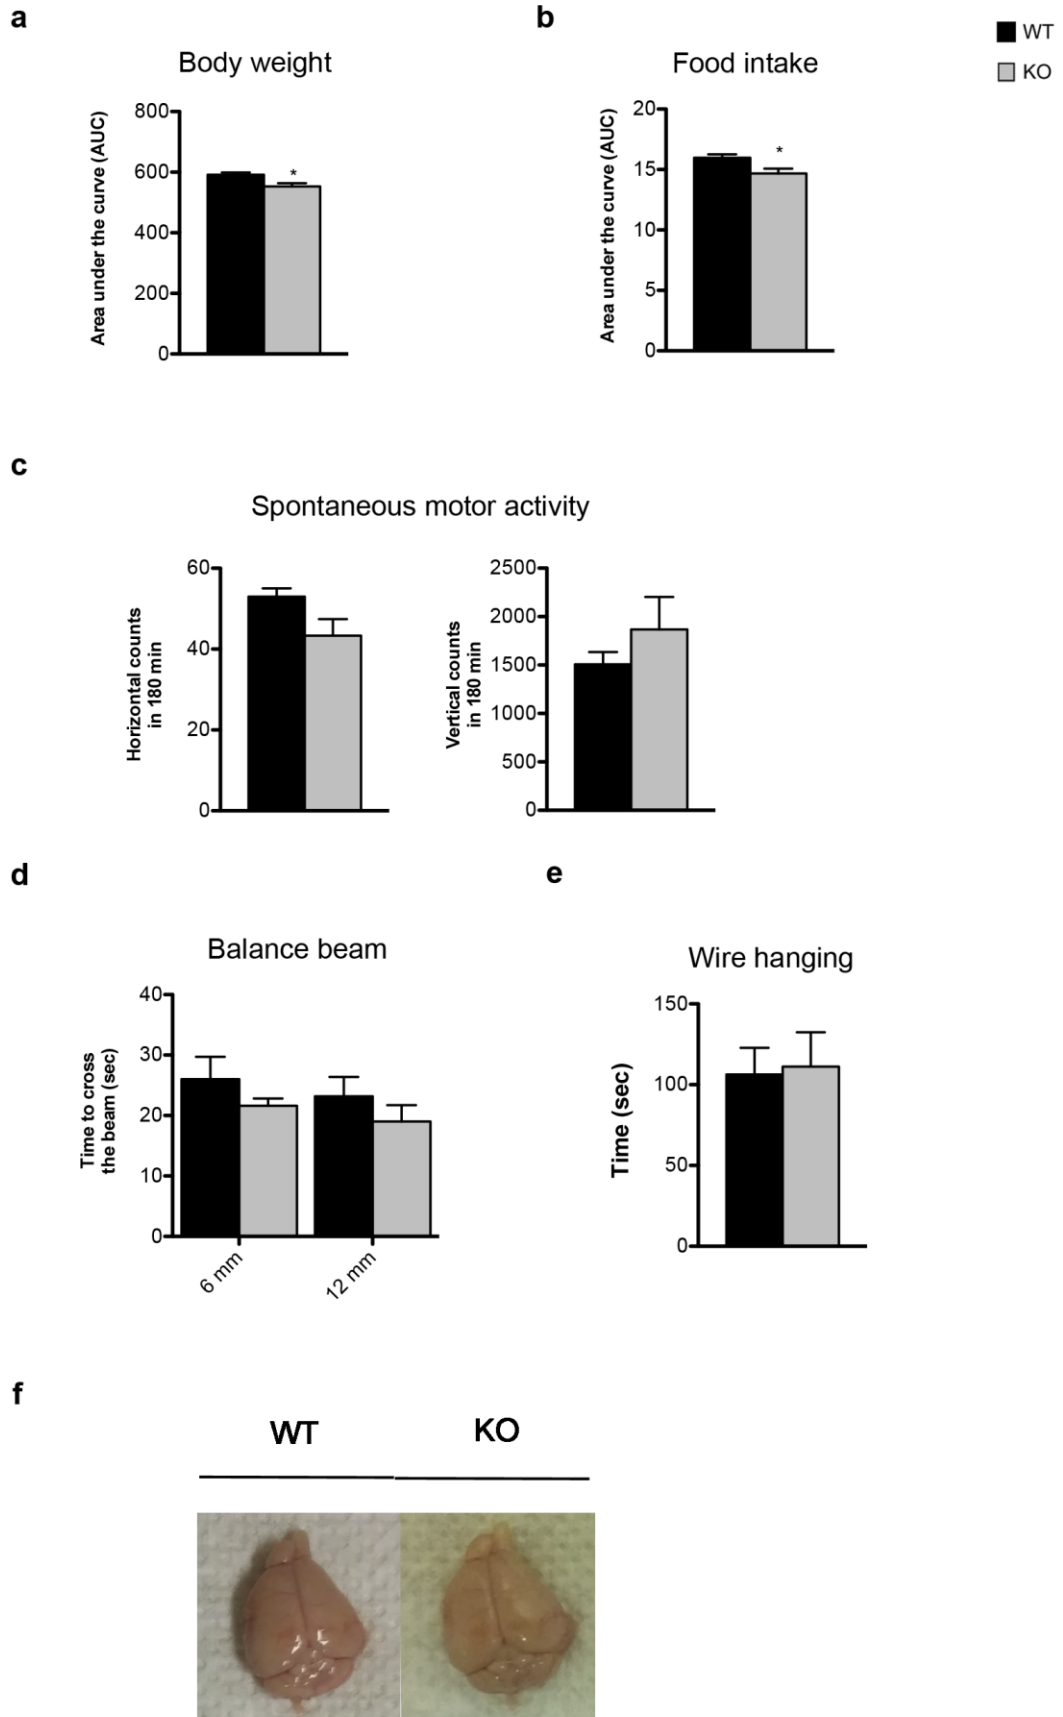 a
b
WT
KO
Body weight
Food intake
Area under the curve (AUC)
800
600
400
200
0
*
Area under the curve (AUC)
20
15
10
5
0
*
c
Spontaneous motor activity
Horizontal counts
in 180 min
60
40
20
0
Vertical counts
in 180 min
2500
2000
1500
1000
500
0
d
e
Balance beam
Wire hanging
Time to cross
the beam (sec)
40
30
20
10
0
6 mm
12 mm
Time (sec)
150
100
50
0
f
WT
KO